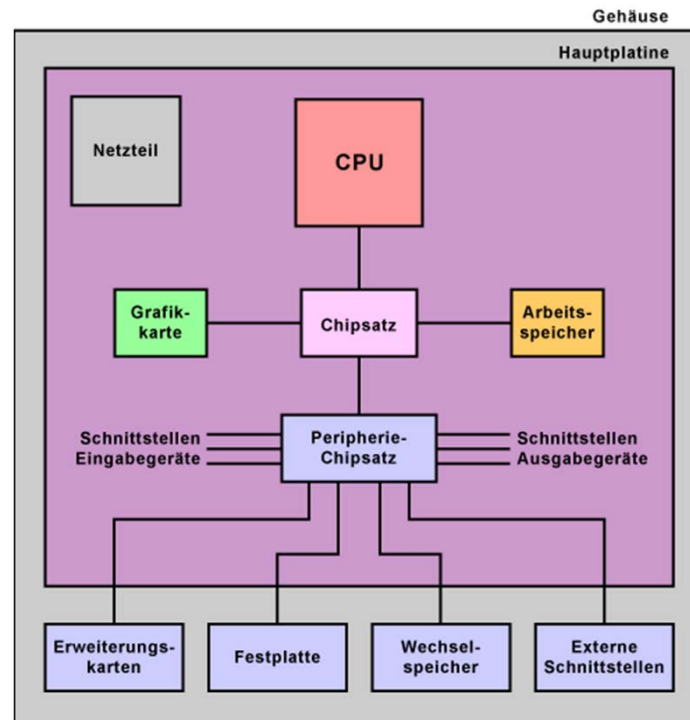 Gehäuse
Hauptplatine
Netzteil
CPU
Grafik-
karte
Chipsatz
Arbeits-
speicher
Schnittstellen
Eingabegeräte
Peripherie-
Chipsatz
Schnittstellen
Ausgabegeräte
Erweiterungs-
karten
Festplatte
Wechsel-
speicher
Externe
Schnittstellen